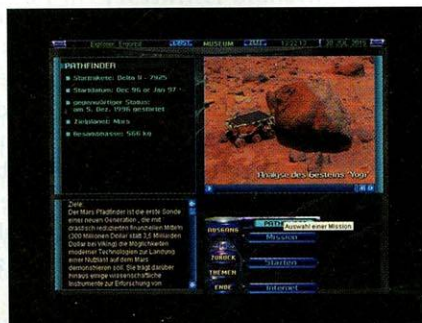 MUSEUM
PATHFINDER
Startrakete: Delta II - 7925
Startdatum: Dec 96 or Jan 97
gegenwärtiger Status:
am 5. Dez. 1996 gestartet
Zielplanet: Mars
Gesamtmasse: 566 kg
Analyse des Gesteins "Yogi"
Ziele:
Der Mars Pfadfinder ist die erste Sonde
einer neuen Generation, die mit
drastisch reduzierten finanziellen Mitteln
(300 Millionen Dollar statt 3,5 Milliarden
Dollar bei Viking) die Möglichkeiten
moderner Technologien zur Landung
einer Nutzlast auf dem Mars
demonstrieren soll. Sie trägt darüber
hinaus einige wissenschaftliche
Instrumente zur Erforschung von
AUSGANG
Auswahl einer Mission
Mission
ZURÜCK
Starten
THEMEN
ENDE
Internet